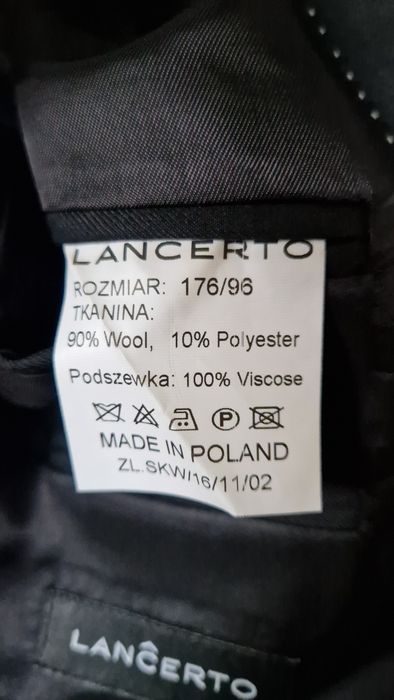 LANCERTO
ROZMIAR: 176/96
TKANINA:
90% Wool, 10% Polyester
Podszewka: 100% Viscose
P
MADE IN POLAND
ZL.SKW/16/11/02
LANĈERTO